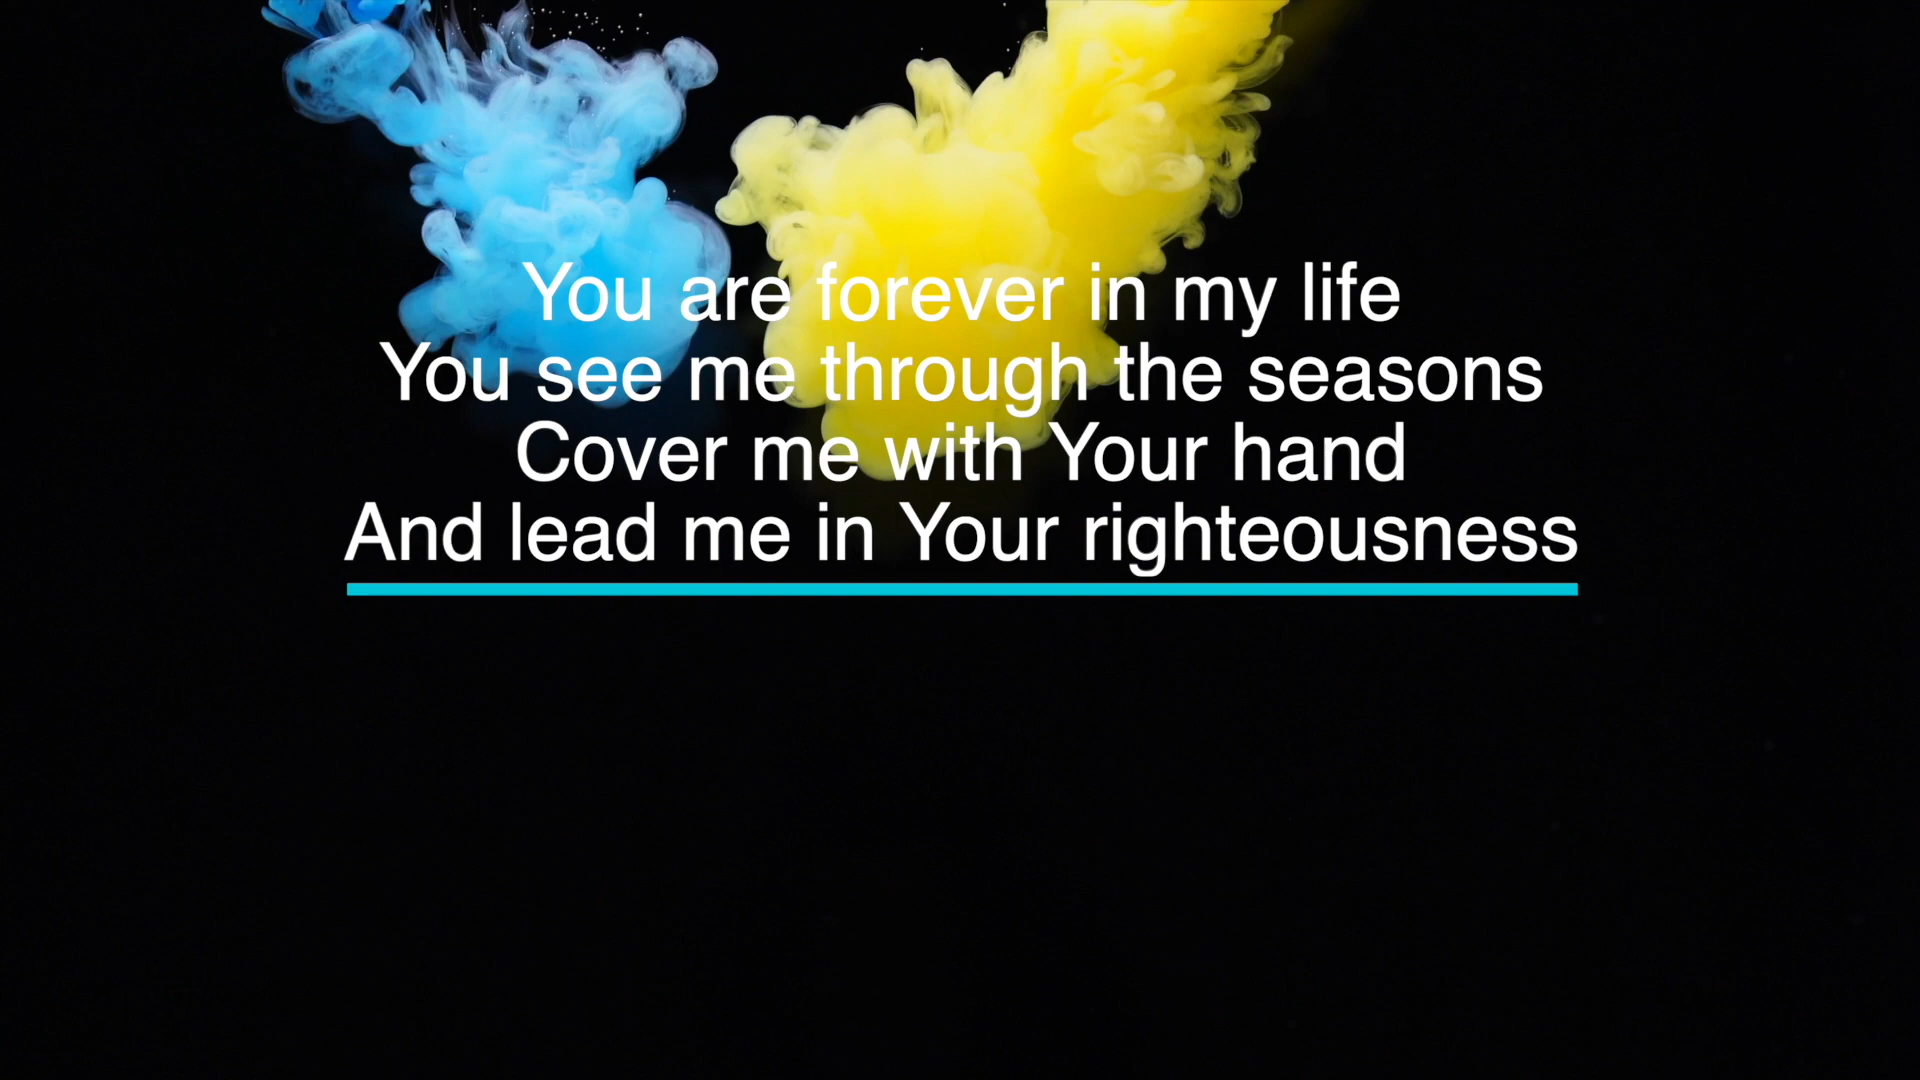 You are forever in my life
You see me through the seasons
Cover me with Your hand
And lead me in Your righteousness